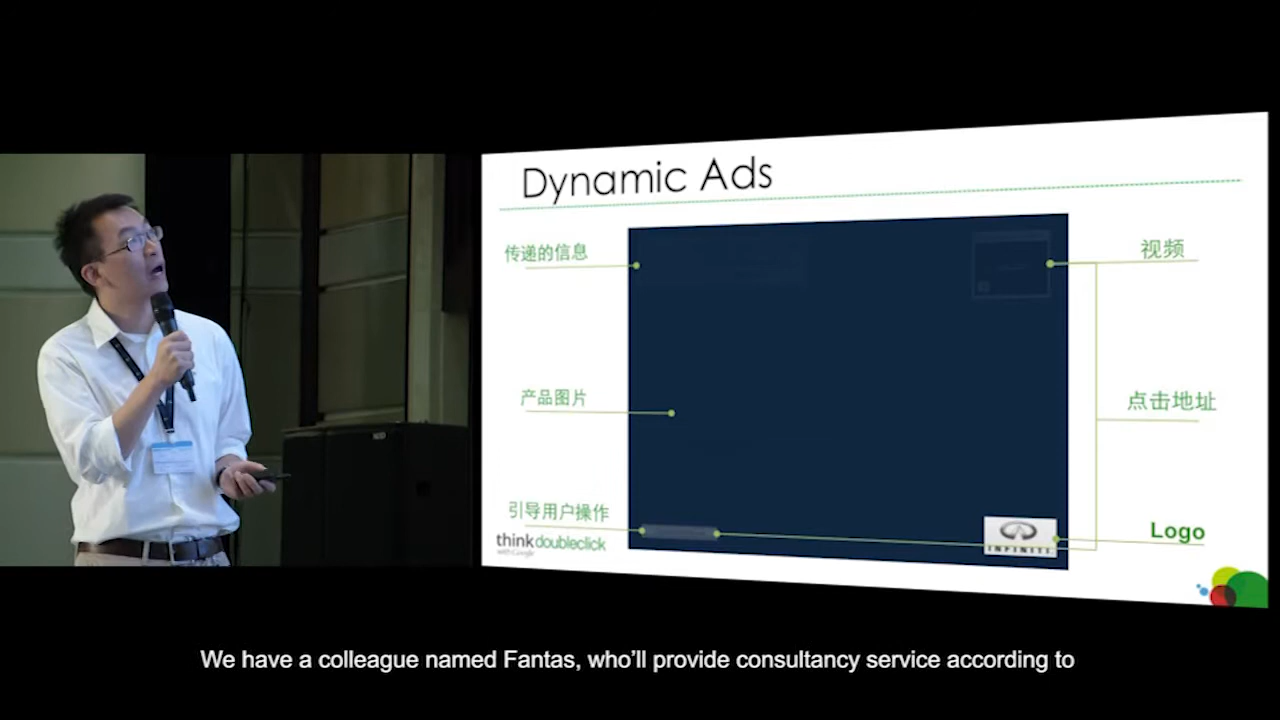 Dynamic Ads
传递的信息
视频
产品图片
点击地址
引导用户操作
thinkdoubleclick
with Google
INFINITI
Logo
We have a colleague named Fantas, who’ll provide consultancy service according to